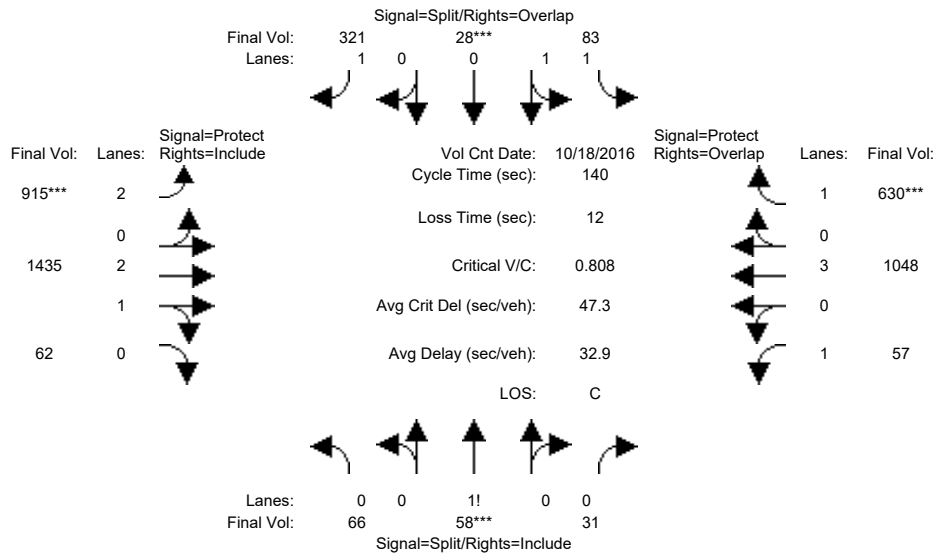 Signal=Split/Rights=Overlap
Final Vol: 321 28*** 83
Lanes: 1 0 0 1 1
Signal=Protect Signal=Protect
Final Vol: Lanes: Rights=Include Vol Cnt Date: 10/18/2016 Rights=Overlap Lanes: Final Vol:
Cycle Time (sec): 140
915*** 2 1 630***
Loss Time (sec): 12
0 0
1435 2 Critical V/C: 0.808 3 1048
1 Avg Crit Del (sec/veh): 47.3 0
62 0 Avg Delay (sec/veh): 32.9 1 57
LOS: C
Lanes: 0 0 1! 0 0
Final Vol: 66 58*** 31
Signal=Split/Rights=Include